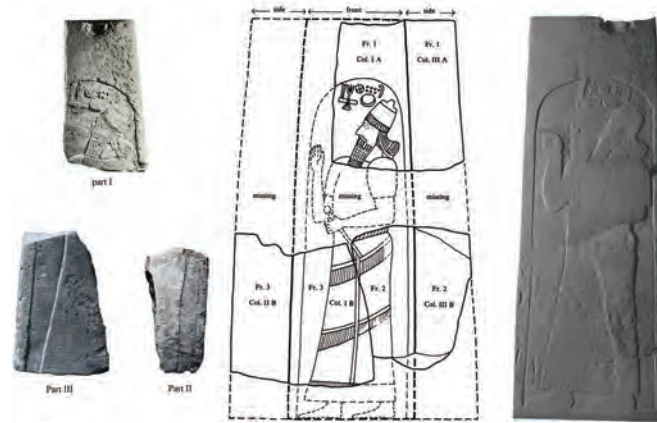 side front side
Fr. 1
Col. I A
Fr. 1
Col. III A
part I
missing missing missing
Fr. 3
Col. II B
Fr. 3
Col. I B
Fr. 2
Fr. 2
Col. III B
Part III Part II